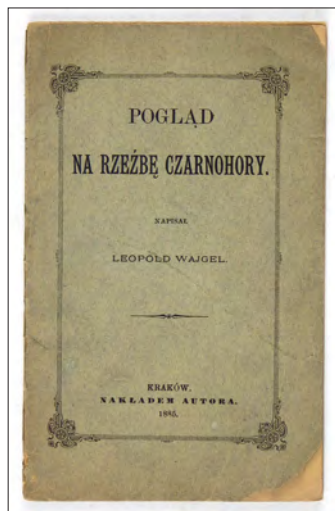 POGLĄD
NA RZEŹBĘ CZARNOHORY.
NAPISAŁ
LEOPOLD WAJGEL.
KRAKÓW,
NAKŁADEM AUTORA.
1885.